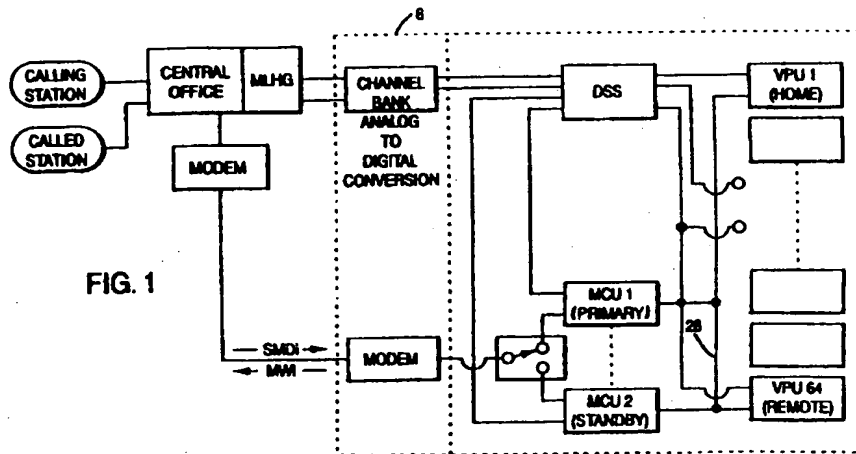 6
CALLING
STATION
CALLED
STATION
CENTRAL
OFFICE
MLHG
MODEM
CHANNEL
BANK
ANALOG
TO
DIGITAL
CONVERSION
DSS
VPU 1
(HOME)
FIG. 1
SMDi
MWI
MODEM
MCU 1
(PRIMARY)
MCU 2
(STANDBY)
28
VPU 64
(REMOTE)